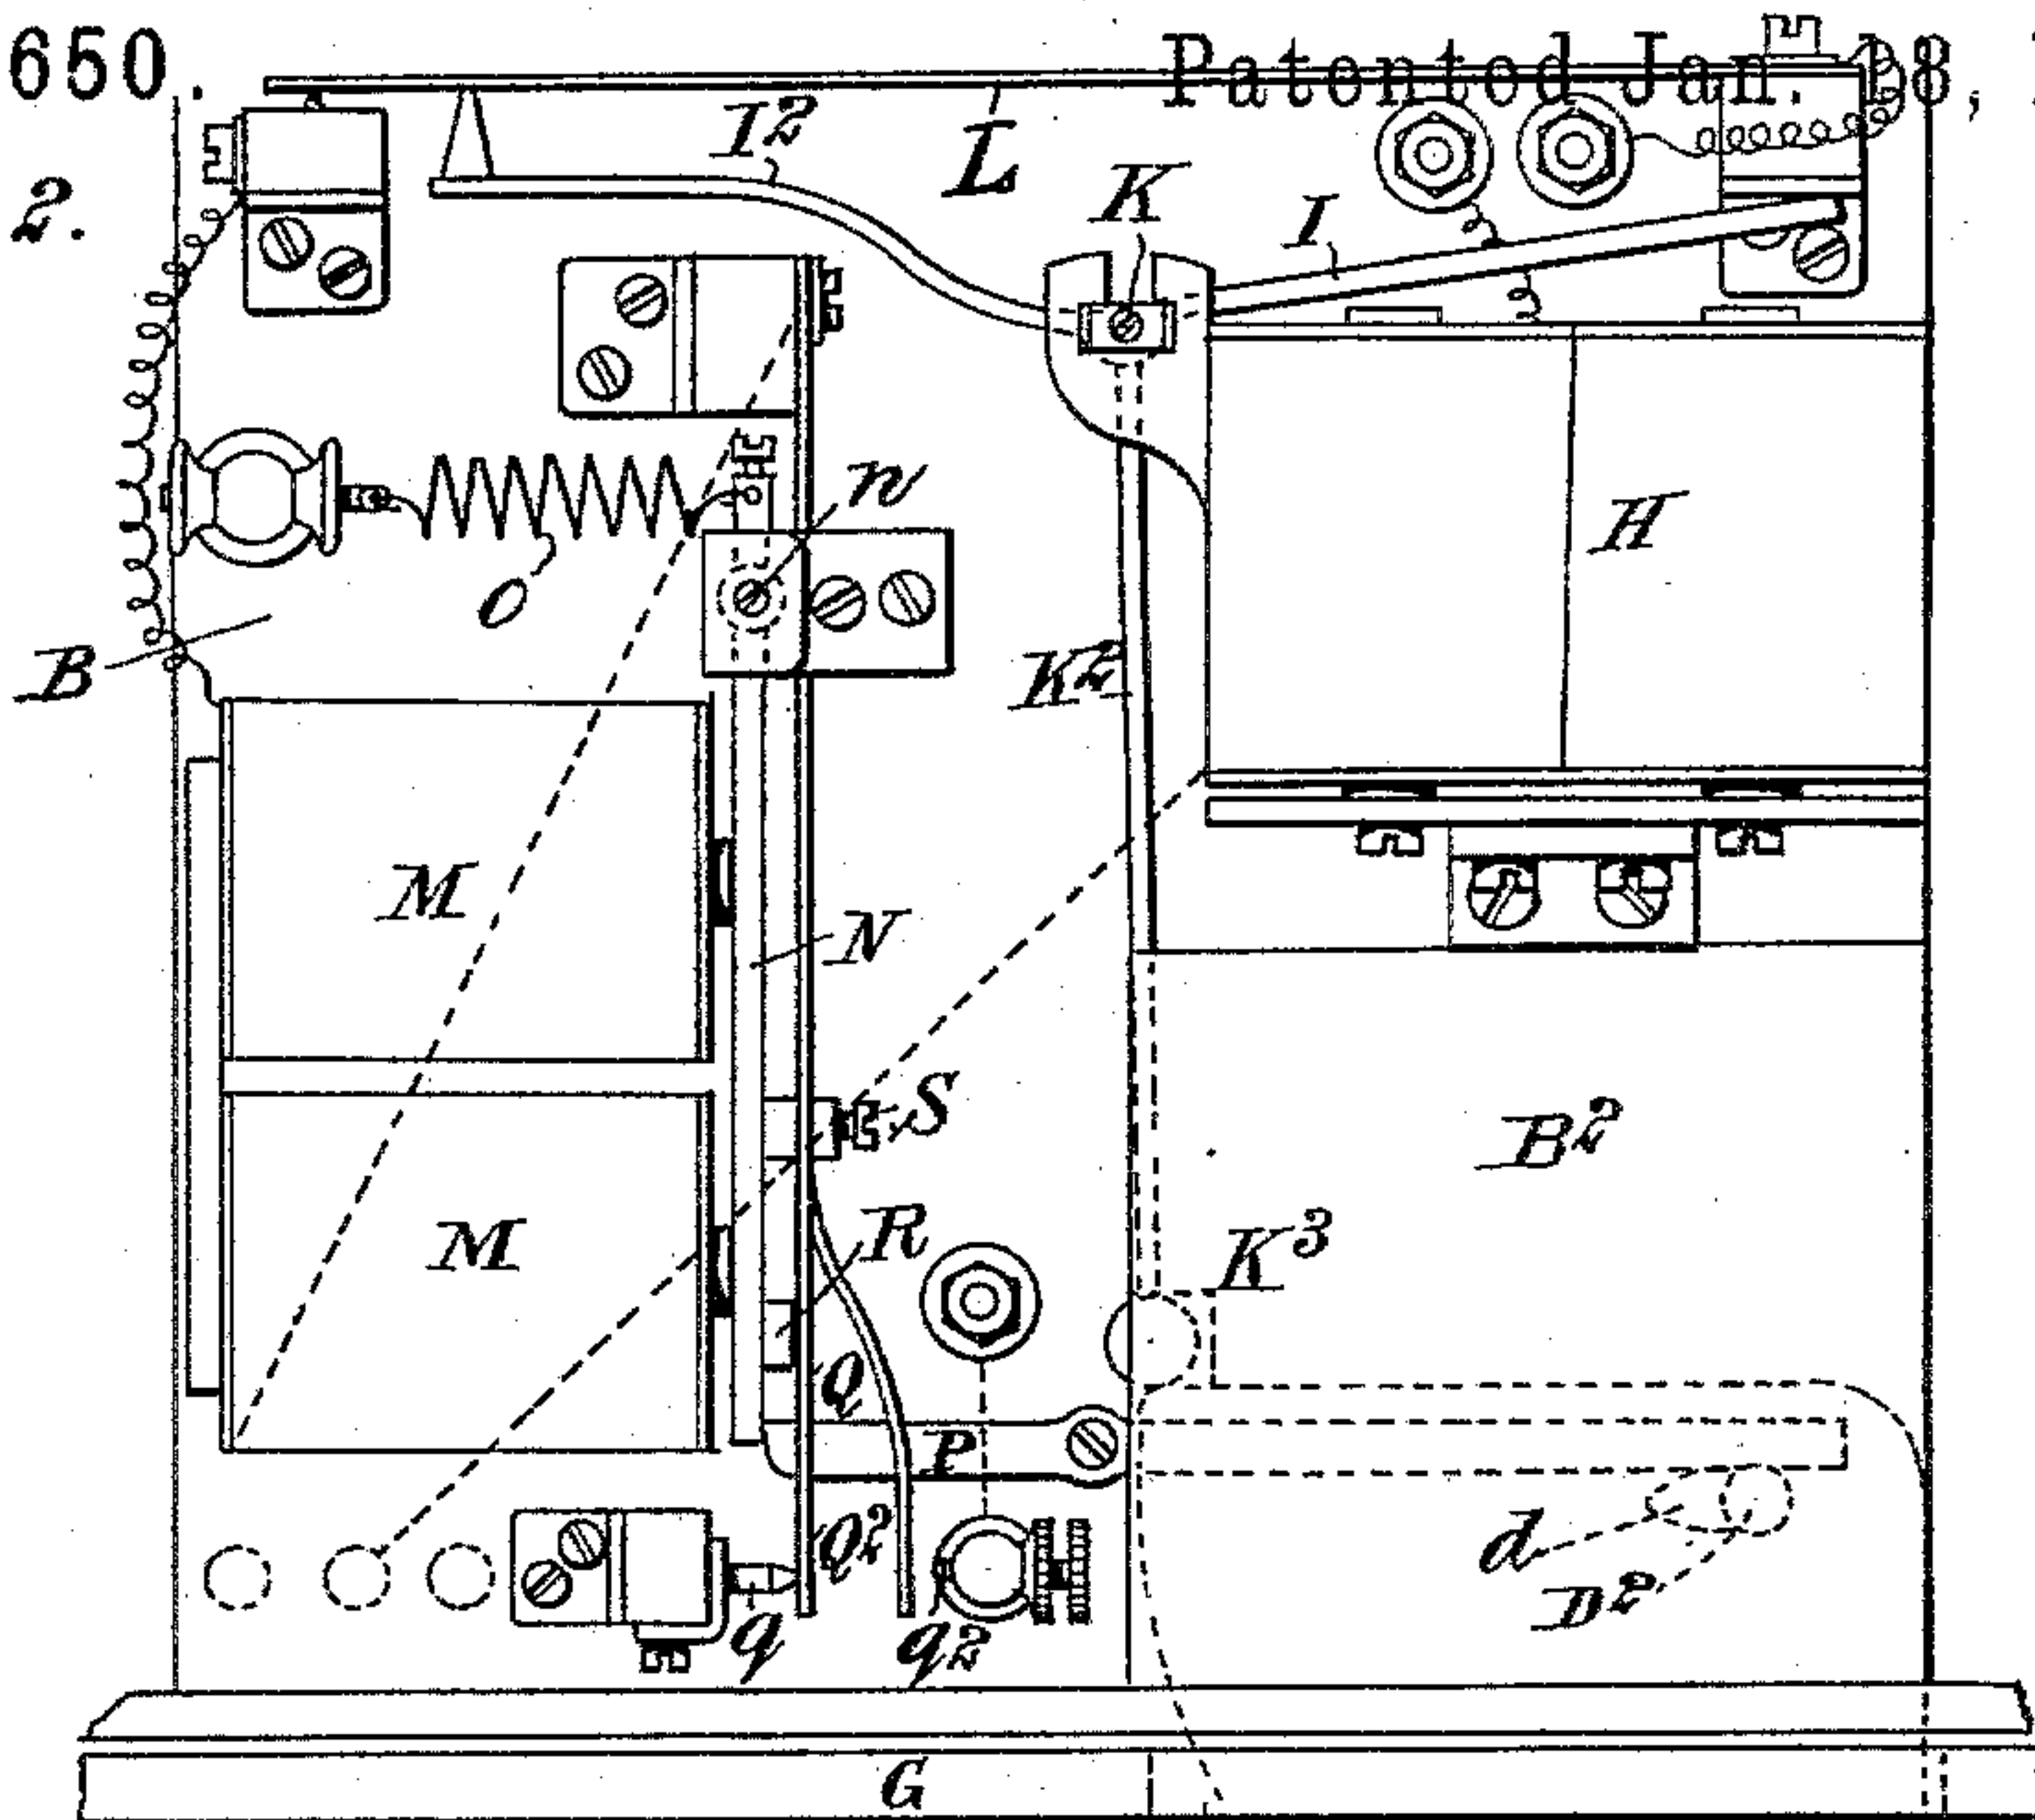 650. Patented Jan. 18,
2.
I²
L
K
I
n
H
O
B
K²
M
N
S
B²
M
R
K³
Q
P
Q²
d
D²
q
q²
G